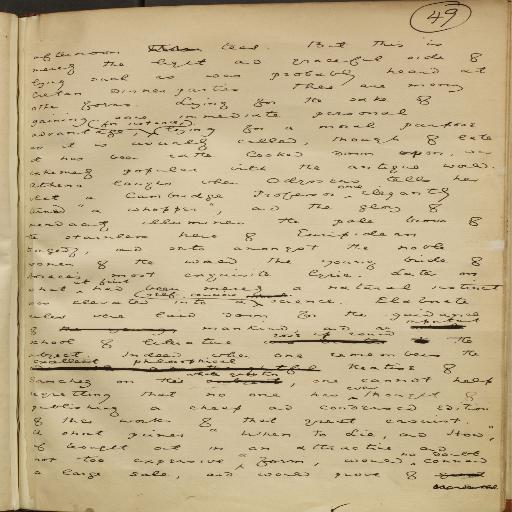 49
afternoon teas. But this is
merely the light and graceful side of
lying such as was probably heard at
Cretan dinner parties. There are many
other forms. Lying for the sake of
gaining some immediate personal
advantage, (for instance), lying for a moral purpose
as it is usually called, though of late
it has been rather looked down upon, was
extremely popular with the antique world.
Athena laughs when Odysseus tells her
what a Cambridge Professor once elegantly
termed "a whopper", and the glory of
mendacity illumines the pale brow of
the stainless hero of Euripidean
tragedy, and sets amongst the noble
women of the world the young bride of
Horace's most exquisite lyric. Later on
what at first had been merely a natural instinct
was elevated into a self-conscious science. Elaborate
rules were laid down for the guidance
of mankind and an important
school of literature
subject. Indeed when one remembers the
excellent philosophical treatise of
Sanchez on the whole question, one cannot help
regretting that no one has ever thought of
publishing a cheap and condensed edition
of the works of that great casuist.
A short primer "When to Lie, and How",
if brought out in an attractive and
not too expensive form, would no doubt command
a large sale, and would prove of